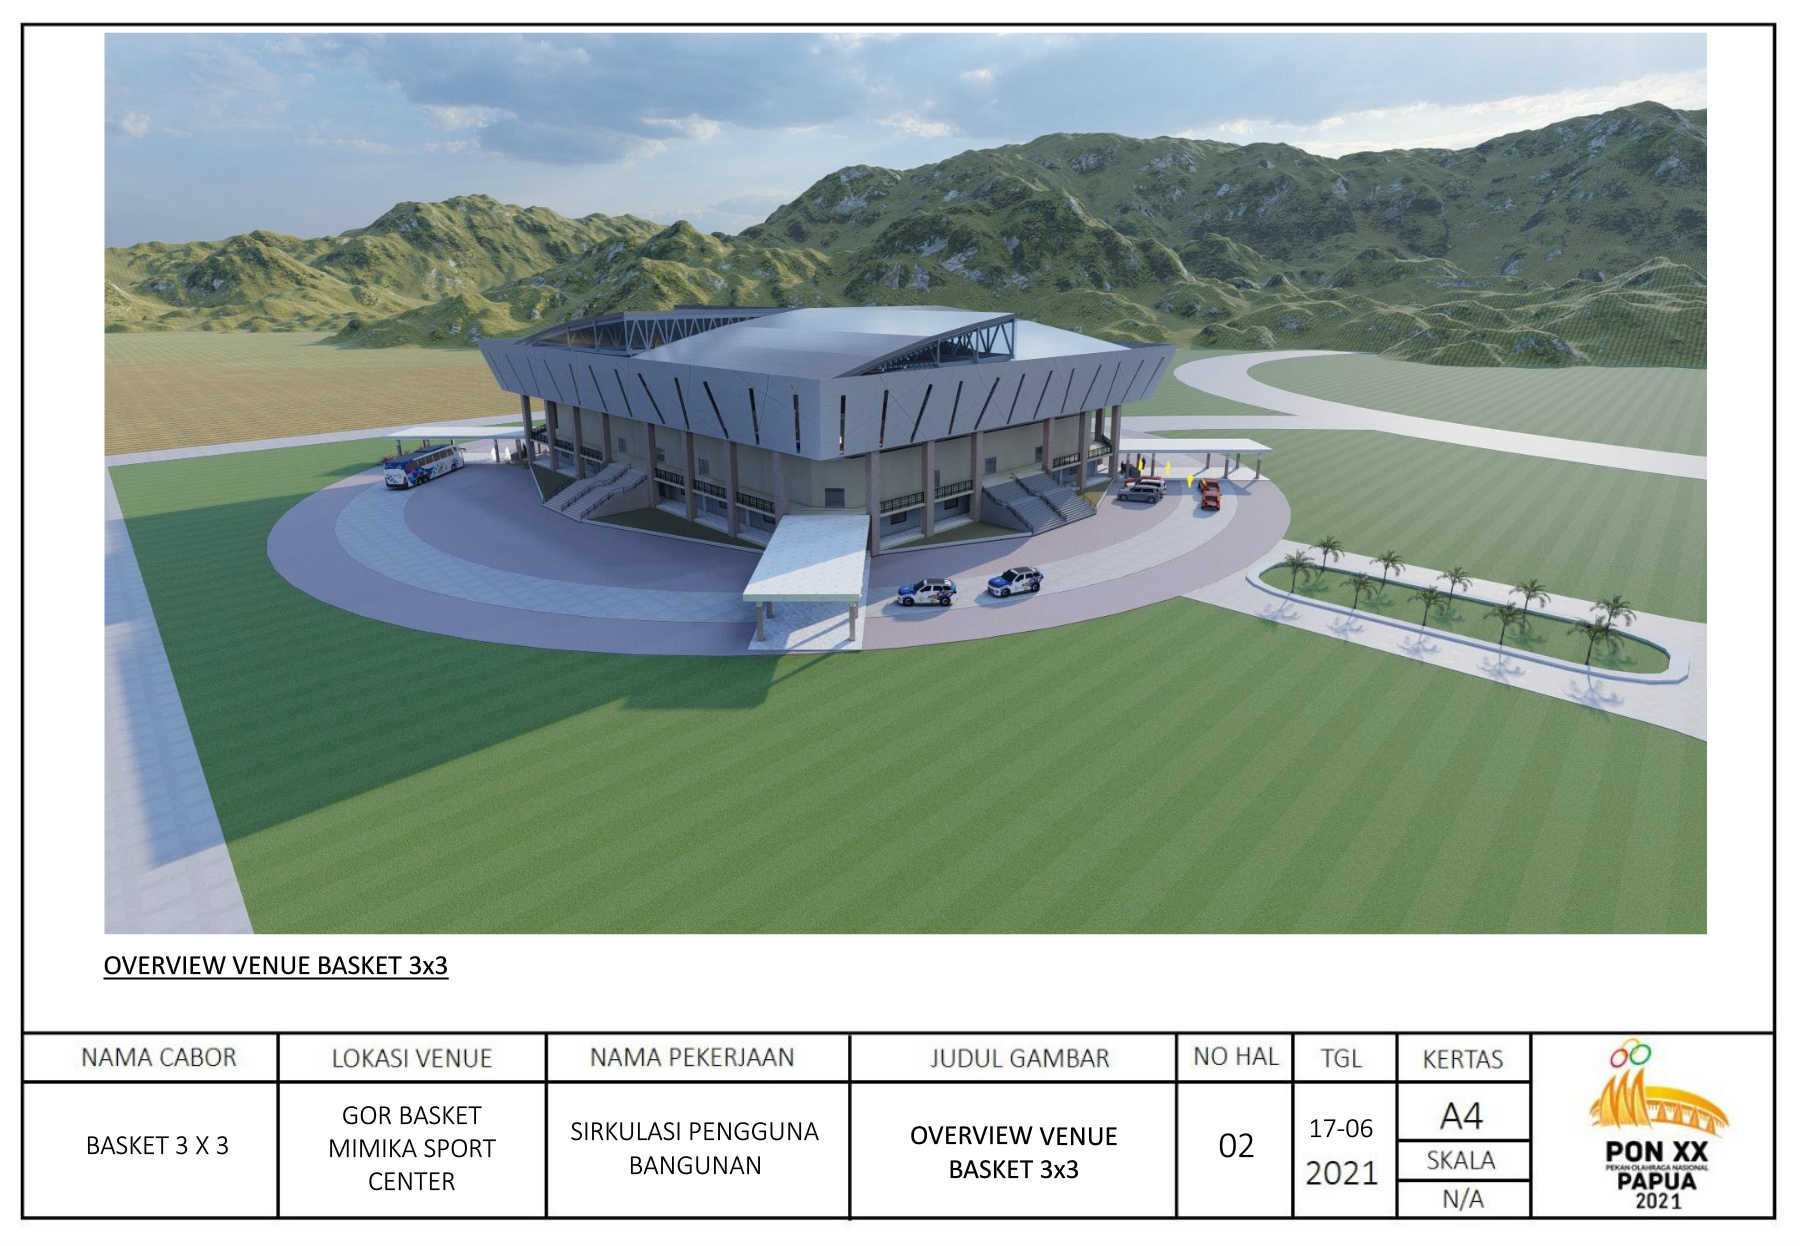 OVERVIEW VENUE BASKET 3x3
NAMA CABOR
LOKASI VENUE
NAMA PEKERJAAN
JUDUL GAMBAR
NO HAL
TGL
KERTAS
BASKET 3 X 3
GOR BASKET
MIMIKA SPORT
CENTER
SIRKULASI PENGGUNA
BANGUNAN
OVERVIEW VENUE
BASKET 3x3
02
17-06
2021
A4
SKALA
N/A
PON XX
PEKAN OLAHRAGA NASIONAL
PAPUA
2021